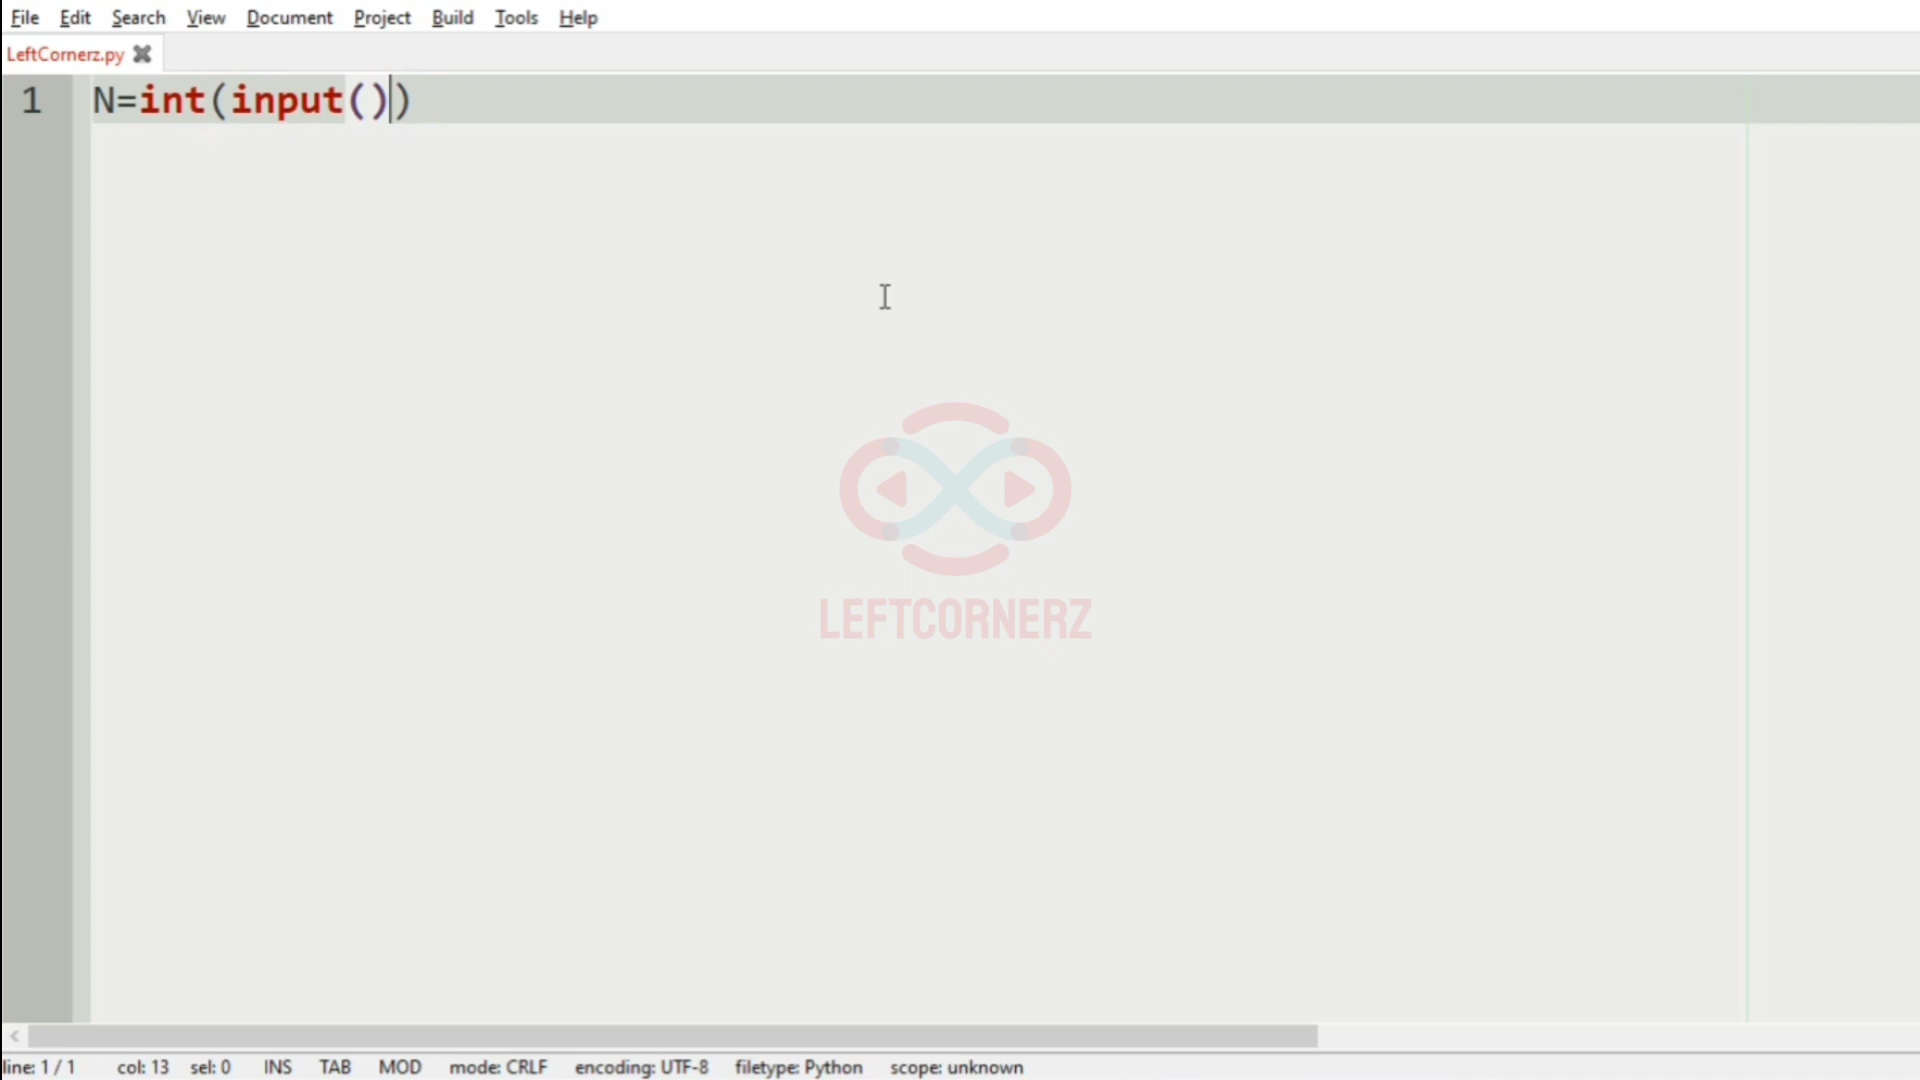 File Edit Search View Document Project Build Tools Help
LeftCornerz.py
1 N=int(input())
LEFTCORNERZ
line: 1 / 1 col: 13 sel: 0 INS TAB MOD mode: CRLF encoding: UTF-8 filetype: Python scope: unknown